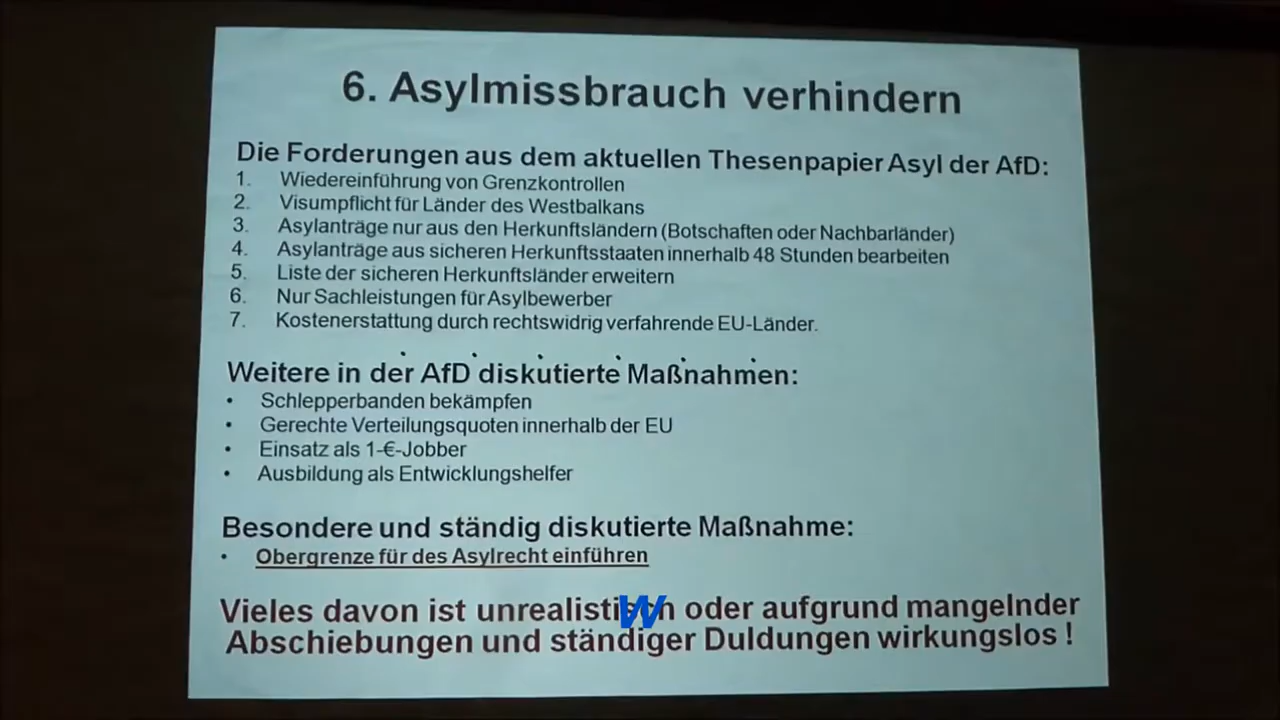 6. Asylmissbrauch verhindern
Die Forderungen aus dem aktuellen Thesenpapier Asyl der AfD:
1. Wiedereinführung von Grenzkontrollen
2. Visumpflicht für Länder des Westbalkans
3. Asylanträge nur aus den Herkunftsländern (Botschaften oder Nachbarländer)
4. Asylanträge aus sicheren Herkunftsstaaten innerhalb 48 Stunden bearbeiten
5. Liste der sicheren Herkunftsländer erweitern
6. Nur Sachleistungen für Asylbewerber
7. Kostenerstattung durch rechtswidrig verfahrende EU-Länder.
Weitere in der AfD diskutierte Maßnahmen:
• Schlepperbanden bekämpfen
• Gerechte Verteilungsquoten innerhalb der EU
• Einsatz als 1-€-Jobber
• Ausbildung als Entwicklungshelfer
Besondere und ständig diskutierte Maßnahme:
• Obergrenze für des Asylrecht einführen
Vieles davon ist unrealistisch oder aufgrund mangelnder
W
Abschiebungen und ständiger Duldungen wirkungslos !